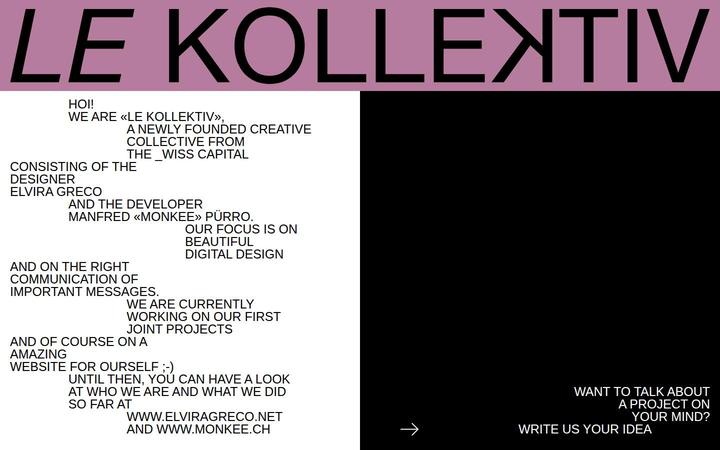 LE KOLLEKTIV
HOI!
WE ARE «LE KOLLEKTIV»,
A NEWLY FOUNDED CREATIVE
COLLECTIVE FROM
THE _WISS CAPITAL
CONSISTING OF THE
DESIGNER
ELVIRA GRECO
AND THE DEVELOPER
MANFRED «MONKEE» PÜRRO.
OUR FOCUS IS ON
BEAUTIFUL
DIGITAL DESIGN
AND ON THE RIGHT
COMMUNICATION OF
IMPORTANT MESSAGES.
WE ARE CURRENTLY
WORKING ON OUR FIRST
JOINT PROJECTS
AND OF COURSE ON A
AMAZING
WEBSITE FOR OURSELF ;-)
UNTIL THEN, YOU CAN HAVE A LOOK
AT WHO WE ARE AND WHAT WE DID
SO FAR AT
WWW.ELVIRAGRECO.NET
AND WWW.MONKEE.CH
WANT TO TALK ABOUT
A PROJECT ON
YOUR MIND?
WRITE US YOUR IDEA